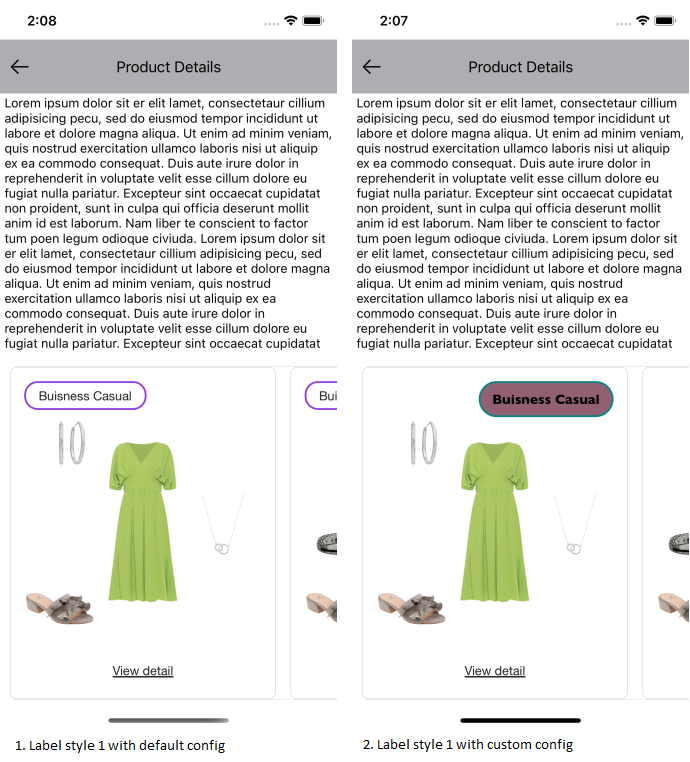 2:08
Product Details
Lorem ipsum dolor sit er elit lamet, consectetaur cillium
adipisicing pecu, sed do eiusmod tempor incididunt ut
labore et dolore magna aliqua. Ut enim ad minim veniam,
quis nostrud exercitation ullamco laboris nisi ut aliquip
ex ea commodo consequat. Duis aute irure dolor in
reprehenderit in voluptate velit esse cillum dolore eu
fugiat nulla pariatur. Excepteur sint occaecat cupidatat
non proident, sunt in culpa qui officia deserunt mollit
anim id est laborum. Nam liber te conscient to factor
tum poen legum odioque civiuda. Lorem ipsum dolor sit
er elit lamet, consectetaur cillium adipisicing pecu, sed
do eiusmod tempor incididunt ut labore et dolore magna
aliqua. Ut enim ad minim veniam, quis nostrud
exercitation ullamco laboris nisi ut aliquip ex ea
commodo consequat. Duis aute irure dolor in
reprehenderit in voluptate velit esse cillum dolore eu
fugiat nulla pariatur. Excepteur sint occaecat cupidatat
Buisness Casual
Bui
View detail
1. Label style 1 with default config
2:07
Product Details
Lorem ipsum dolor sit er elit lamet, consectetaur cillium
adipisicing pecu, sed do eiusmod tempor incididunt ut
labore et dolore magna aliqua. Ut enim ad minim veniam,
quis nostrud exercitation ullamco laboris nisi ut aliquip
ex ea commodo consequat. Duis aute irure dolor in
reprehenderit in voluptate velit esse cillum dolore eu
fugiat nulla pariatur. Excepteur sint occaecat cupidatat
non proident, sunt in culpa qui officia deserunt mollit
anim id est laborum. Nam liber te conscient to factor
tum poen legum odioque civiuda. Lorem ipsum dolor sit
er elit lamet, consectetaur cillium adipisicing pecu, sed
do eiusmod tempor incididunt ut labore et dolore magna
aliqua. Ut enim ad minim veniam, quis nostrud
exercitation ullamco laboris nisi ut aliquip ex ea
commodo consequat. Duis aute irure dolor in
reprehenderit in voluptate velit esse cillum dolore eu
fugiat nulla pariatur. Excepteur sint occaecat cupidatat
Buisness Casual
View detail
2. Label style 1 with custom config